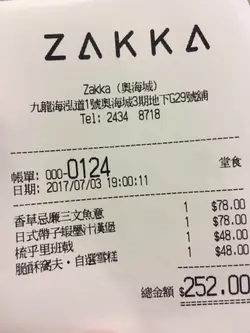 ZAKKA
Zakka (奧海城)
九龍海泓道1號奧海城3期地下G29號舖
Tel: 2434 8718
帳單: 000-0124 堂食
日期: 2017/07/03 19:00:11
香草忌廉三文魚意 1 $78.00
日式帶子蝦蟹汁漢堡 1 $78.00
梳乎里班戟 1 $48.00
脆酥窩夫·自選雪糕 1 $48.00
總金額 $252.00